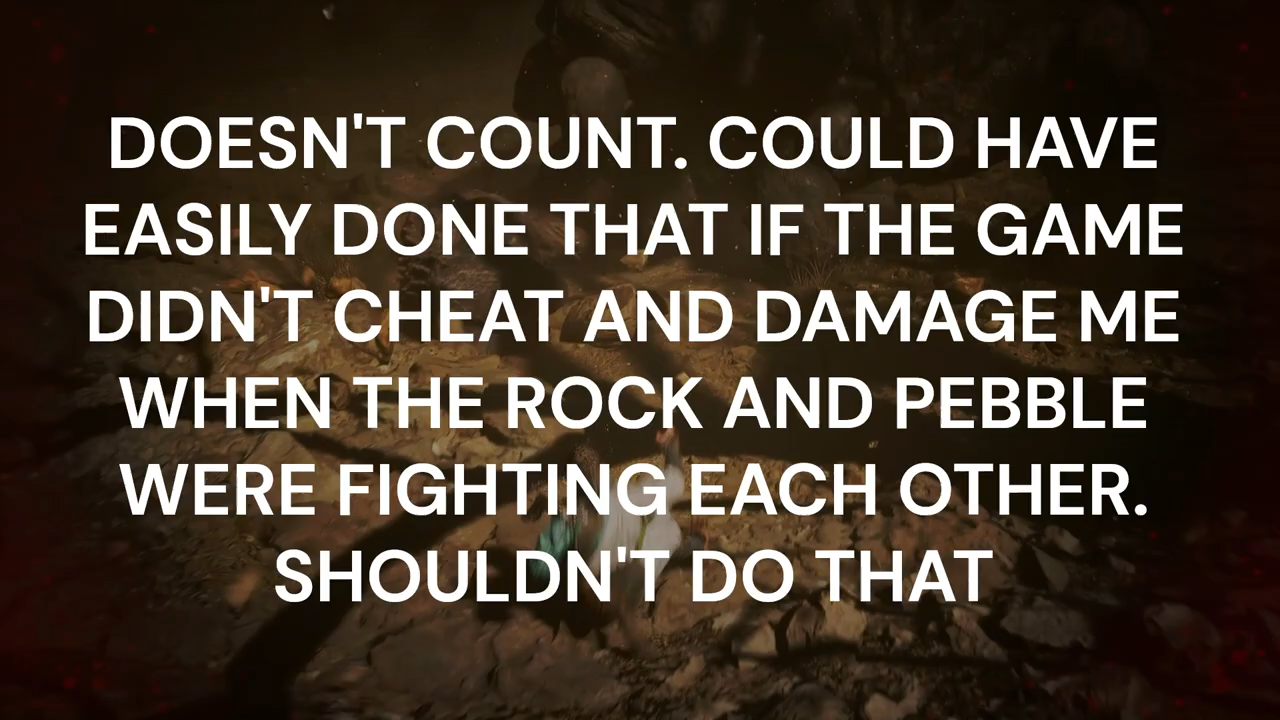 DOESN'T COUNT. COULD HAVE
EASILY DONE THAT IF THE GAME
DIDN'T CHEAT AND DAMAGE ME
WHEN THE ROCK AND PEBBLE
WERE FIGHTING EACH OTHER.
SHOULDN'T DO THAT